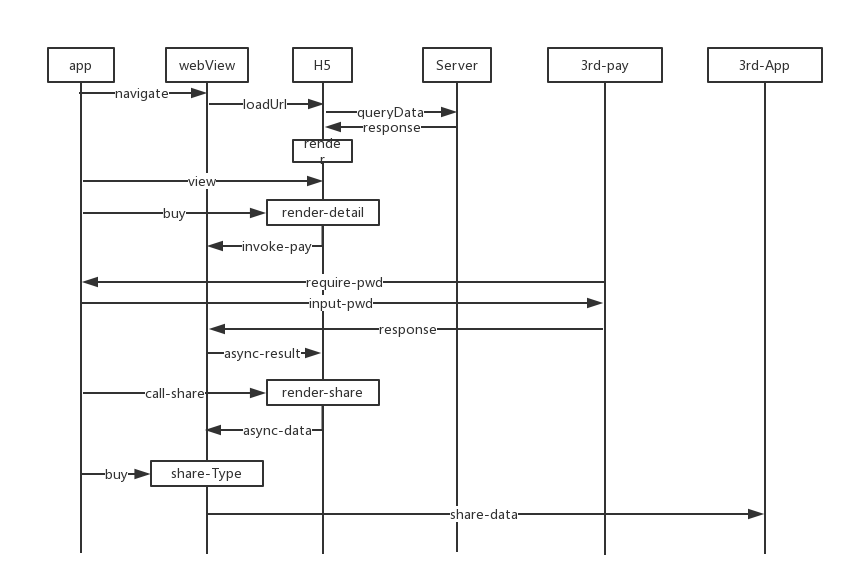 app
webView
H5
Server
3rd-pay
3rd-App
navigate
loadUrl
queryData
response
rende
r
view
buy
render-detail
invoke-pay
require-pwd
input-pwd
response
async-result
call-share
render-share
async-data
buy
share-Type
share-data